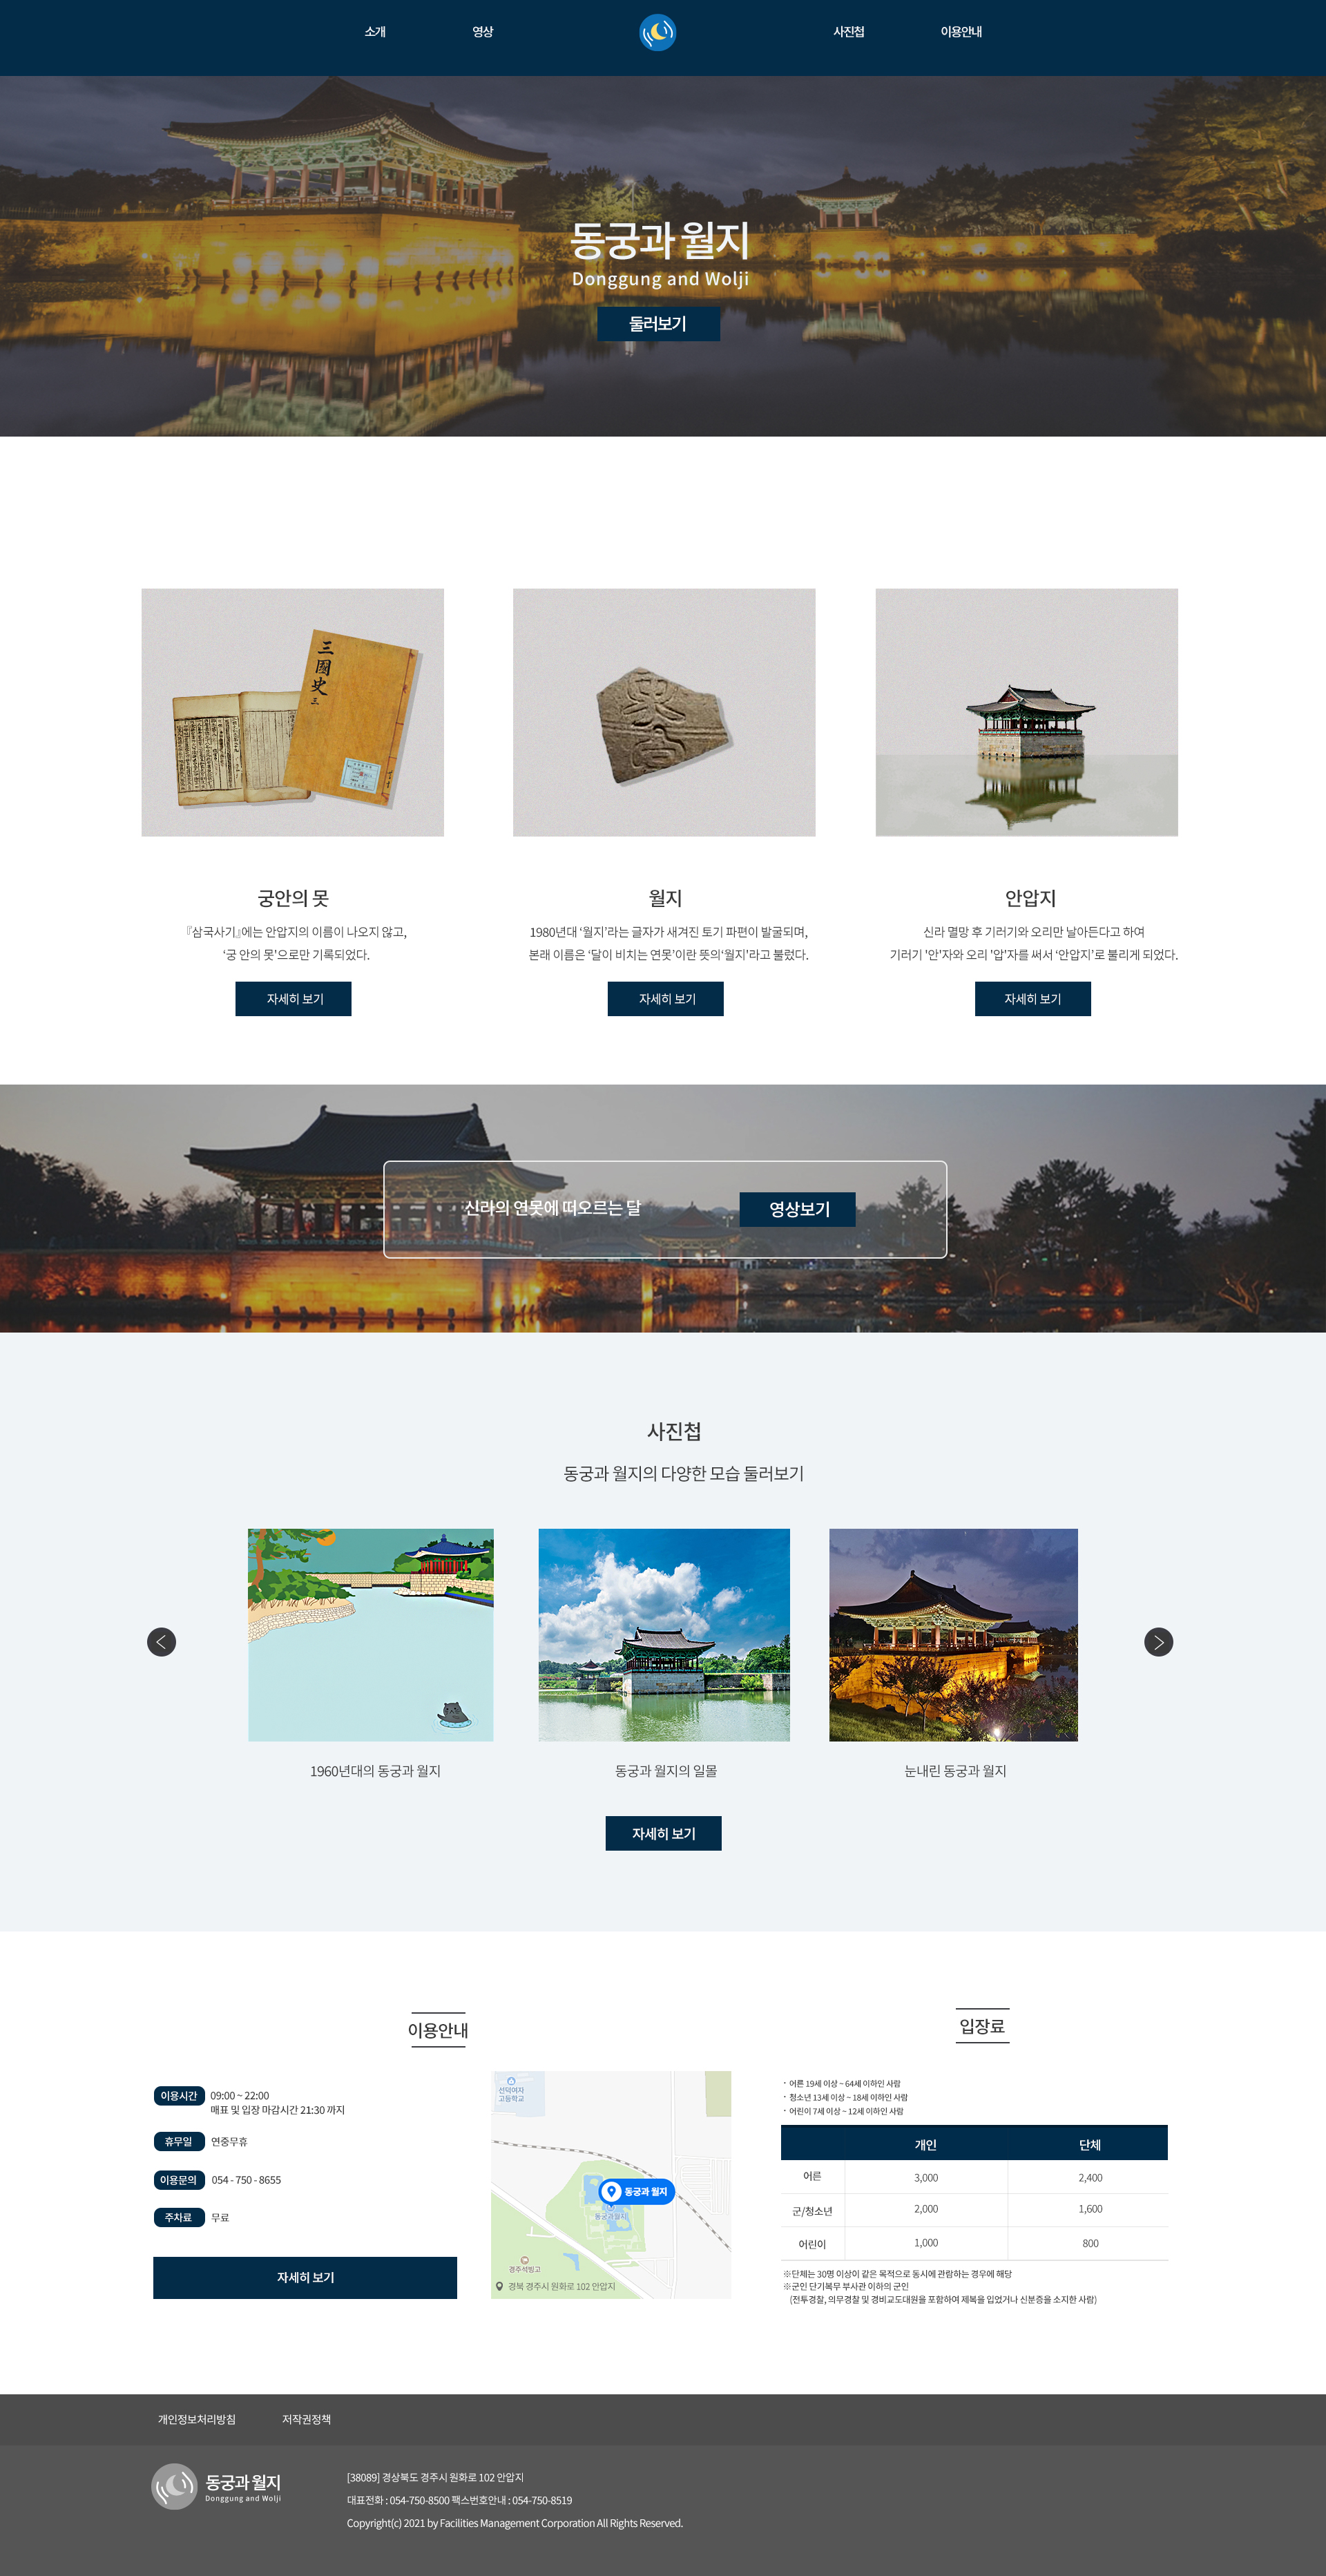 소개
영상
사진첩
이용안내
동궁과 월지
Donggung and Wolji
둘러보기
三國史 三
궁안의 못
『삼국사기』에는 안압지의 이름이 나오지 않고,
‘궁 안의 못'으로만 기록되었다.
자세히 보기
월지
1980년대 ‘월지’라는 글자가 새겨진 토기 파편이 발굴되며,
본래 이름은 ‘달이 비치는 연못’이란 뜻의‘월지'라고 불렀다.
자세히 보기
안압지
신라 멸망 후 기러기와 오리만 날아든다고 하여
기러기 '안'자와 오리 '압'자를 써서 ‘안압지’로 불리게 되었다.
자세히 보기
신라의 연못에 떠오르는 달
영상보기
사진첩
동궁과 월지의 다양한 모습 둘러보기
1960년대의 동궁과 월지
동궁과 월지의 일몰
눈내린 동궁과 월지
자세히 보기
이용안내
이용시간 09:00 ~ 22:00
매표 및 입장 마감시간 21:30 까지
휴무일 연중무휴
이용문의 054 - 750 - 8655
주차료 무료
자세히 보기
선덕여자
고등학교
동궁과 월지
동궁과월지
경주석빙고
경북 경주시 원화로 102 안압지
입장료
· 어른 19세 이상 ~ 64세 이하인 사람
· 청소년 13세 이상 ~ 18세 이하인 사람
· 어린이 7세 이상 ~ 12세 이하인 사람
개인 단체
어른 3,000 2,400
군/청소년 2,000 1,600
어린이 1,000 800
※단체는 30명 이상이 같은 목적으로 동시에 관람하는 경우에 해당
※군인 단기복무 부사관 이하의 군인
(전투경찰, 의무경찰 및 경비교도대원을 포함하여 제복을 입었거나 신분증을 소지한 사람)
개인정보처리방침
저작권정책
동궁과 월지
Donggung and Wolji
[38089] 경상북도 경주시 원화로 102 안압지
대표전화 : 054-750-8500 팩스번호안내 : 054-750-8519
Copyright(c) 2021 by Facilities Management Corporation All Rights Reserved.